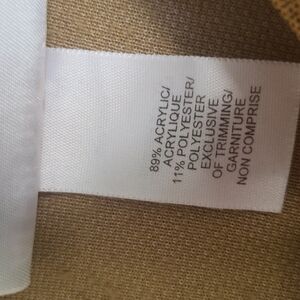 89% ACRYLIC/
ACRYLIQUE
11% POLYESTER/
POLYESTER
EXCLUSIVE
OF TRIMMING/
GARNITURE
NON COMPRISE